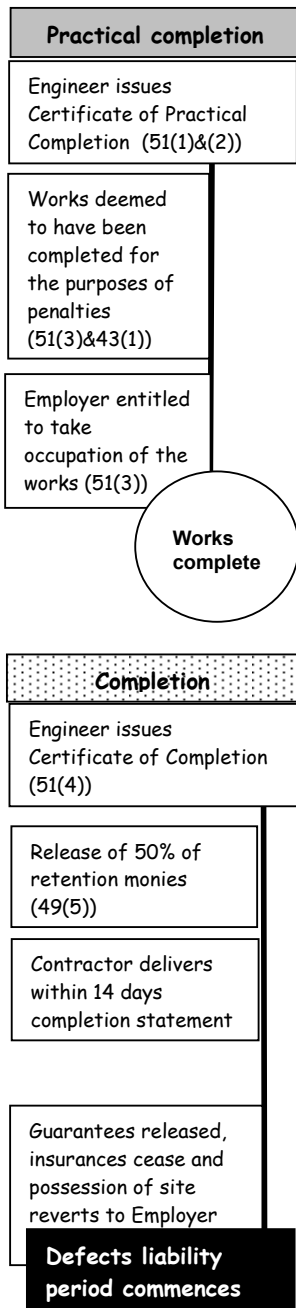 Practical completion
Engineer issues
Certificate of Practical
Completion (51(1)&(2))
Works deemed
to have been
completed for
the purposes of
penalties
(51(3)&43(1))
Employer entitled
to take
occupation of the
works (51(3))
Works
complete
Completion
Engineer issues
Certificate of Completion
(51(4))
Release of 50% of
retention monies
(49(5))
Contractor delivers
within 14 days
completion statement
Guarantees released,
insurances cease and
possession of site
reverts to Employer
Defects liability
period commences